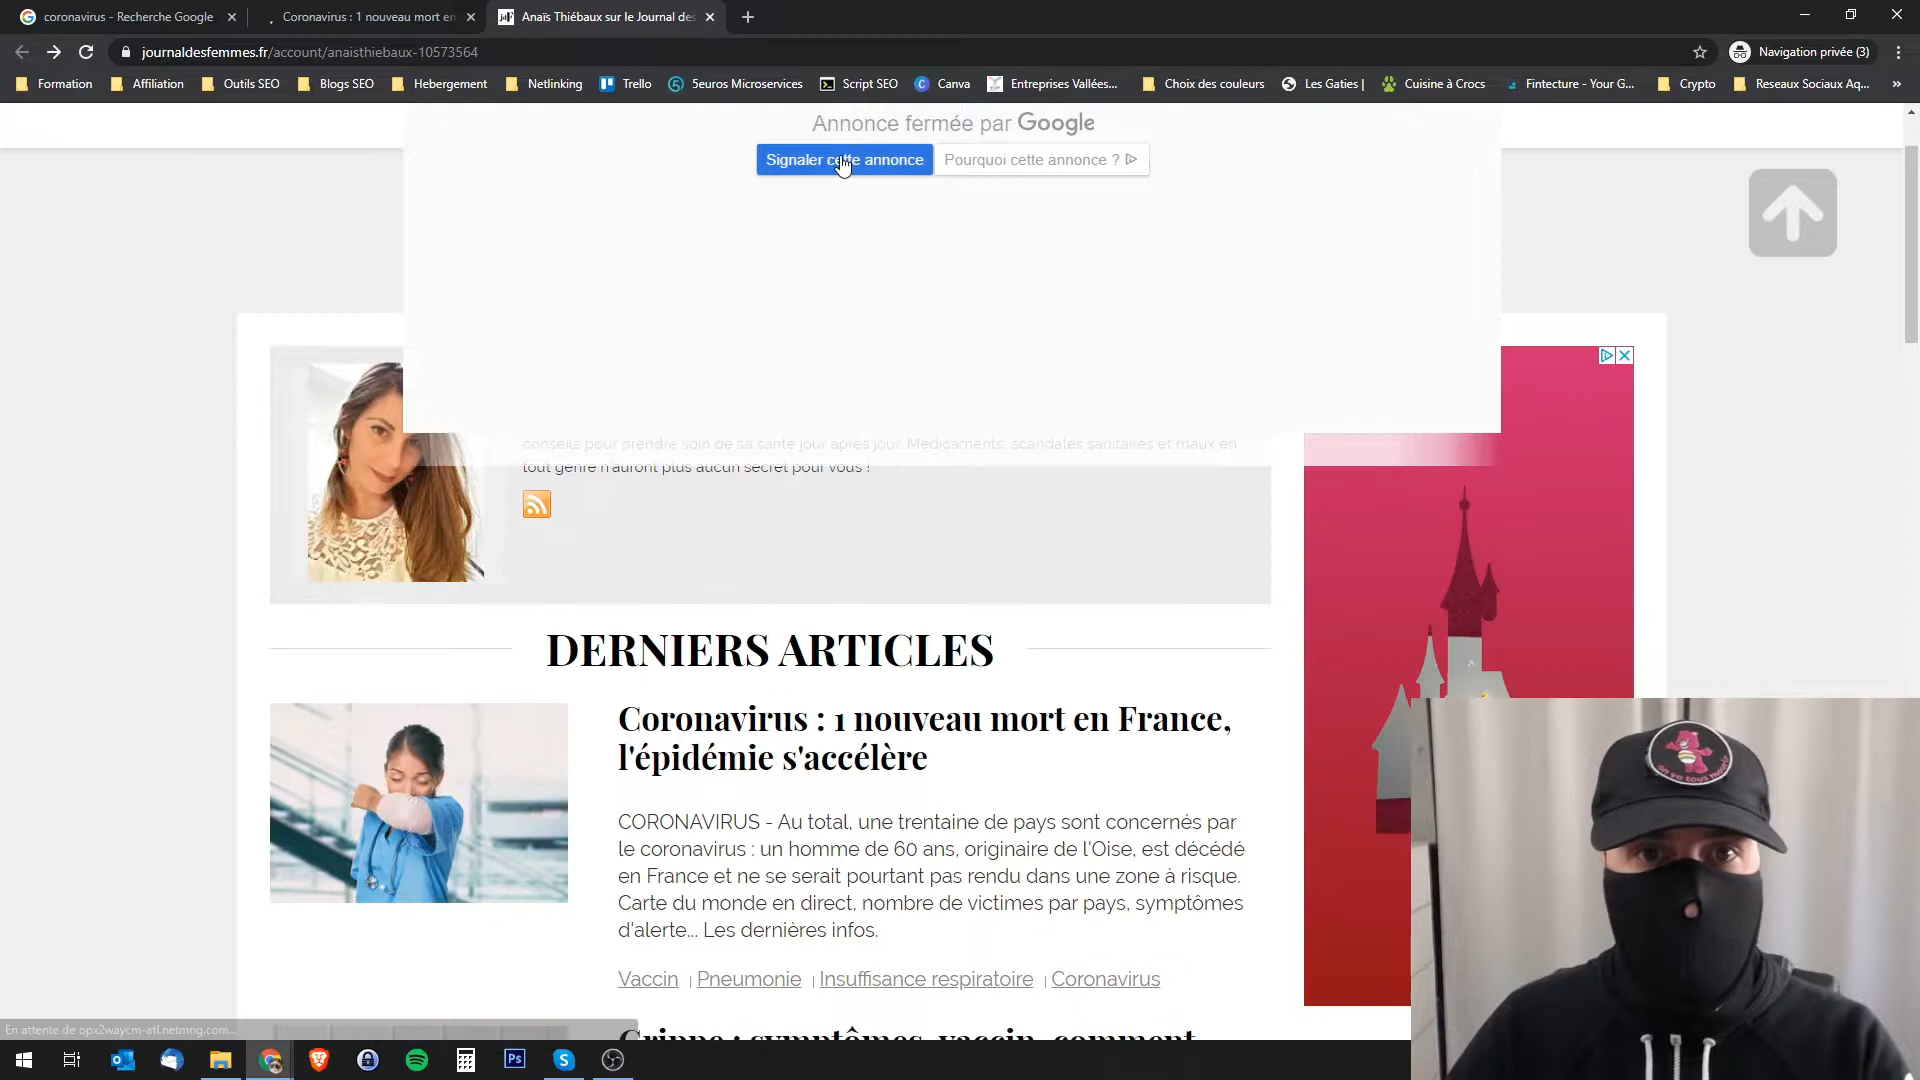 coronavirus - Recherche Google
Coronavirus : 1 nouveau mort en
Anaïs Thiébaux sur le Journal des
journaldesfemmes.fr/account/anaisthiebaux-10573564
Navigation privée (3)
Formation
Affiliation
Outils SEO
Blogs SEO
Hebergement
Netlinking
Trello
5euros Microservices
Script SEO
Canva
Entreprises Vallées...
Choix des couleurs
Les Gaties |
Cuisine à Crocs
Fintecture - Your G...
Crypto
Reseaux Sociaux Aq...
»
Annonce fermée par Google
Signaler cette annonce
Pourquoi cette annonce ?
conseils pour prendre soin de sa santé jour après jour. Médicaments, scandales sanitaires et maux en
tout genre n'auront plus aucun secret pour vous !
DERNIERS ARTICLES
Coronavirus : 1 nouveau mort en France,
l'épidémie s'accélère
CORONAVIRUS - Au total, une trentaine de pays sont concernés par
le coronavirus : un homme de 60 ans, originaire de l'Oise, est décédé
en France et ne se serait pourtant pas rendu dans une zone à risque.
Carte du monde en direct, nombre de victimes par pays, symptômes
d'alerte... Les dernières infos.
Vaccin | Pneumonie | Insuffisance respiratoire | Coronavirus
Grippe : symptômes, vaccin, comment
En attente de opx2waycm-atl.netmng.com...
Ps
on va tous mourir